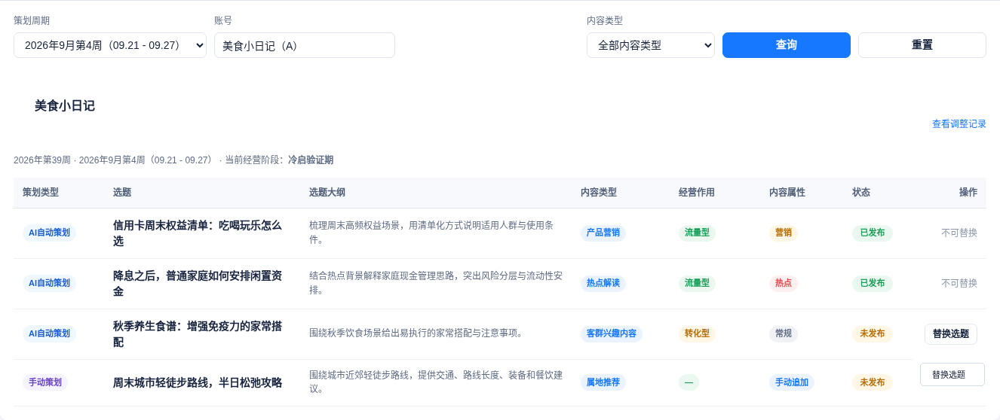 策划周期
账号
内容类型
2026年9月第4周（09.21 - 09.27）
美食小日记（A）
全部内容类型
查询
重置
美食小日记
查看调整记录
2026年第39周 · 2026年9月第4周（09.21 - 09.27） · 当前经营阶段：冷启验证期
策划类型
选题
选题大纲
内容类型
经营作用
内容属性
状态
操作
AI自动策划
信用卡周末权益清单：吃喝玩乐怎么
选
梳理周末高频权益场景，用清单化方式说明适用人群与使用条
件。
产品营销
流量型
营销
已发布
不可替换
AI自动策划
降息之后，普通家庭如何安排闲置资
金
结合热点背景解释家庭现金管理思路，突出风险分层与流动性安
排。
热点解读
流量型
热点
已发布
不可替换
AI自动策划
秋季养生食谱：增强免疫力的家常搭
配
围绕秋季饮食场景给出易执行的家常搭配与注意事项。
客群兴趣内容
转化型
常规
未发布
替换选题
手动策划
周末城市轻徒步路线，半日松弛攻略
围绕城市近郊轻徒步路线，提供交通、路线长度、装备和餐饮建
议。
属地推荐
—
手动追加
未发布
替换选题